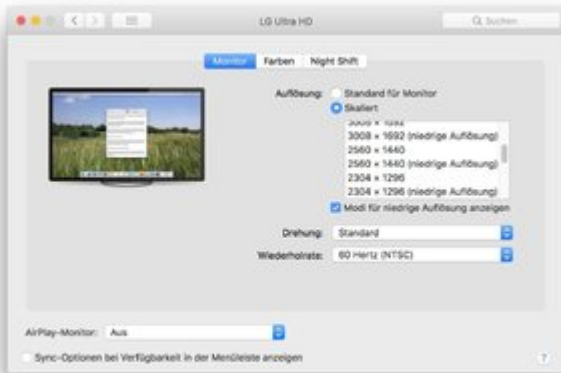 LG Ultra HD
Suchen
Monitor Farben Night Shift
Auflösung: Standard für Monitor
Skaliert
3008 × 1692
3008 × 1692 (niedrige Auflösung)
2560 × 1440
2560 × 1440 (niedrige Auflösung)
2304 × 1296
2304 × 1296 (niedrige Auflösung)
Modi für niedrige Auflösung anzeigen
Drehung: Standard
Wiederholrate: 60 Hertz (NTSC)
AirPlay-Monitor: Aus
Sync-Optionen bei Verfügbarkeit in der Menüleiste anzeigen
?